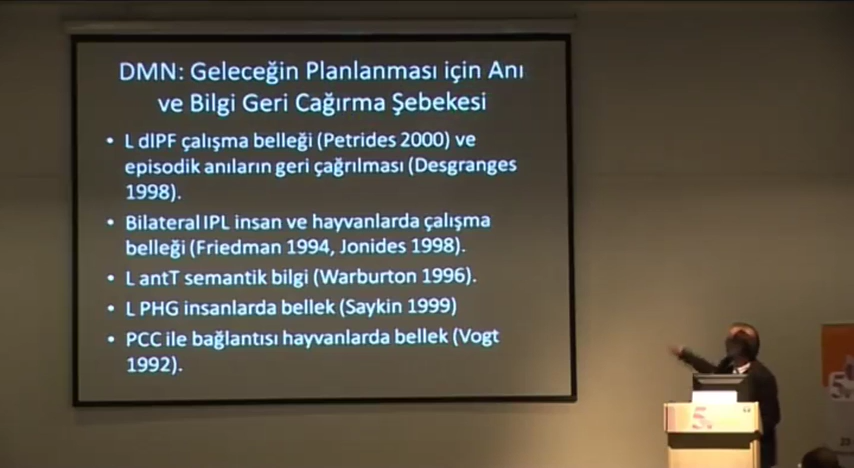 DMN: Geleceğin Planlanması için Anı
ve Bilgi Geri Cağırma Şebekesi
• L dlPF çalışma belleği (Petrides 2000) ve
episodik anıların geri çağrılması (Desgranges
1998).
• Bilateral IPL insan ve hayvanlarda çalışma
belleği (Friedman 1994, Jonides 1998).
• L antT semantik bilgi (Warburton 1996).
• L PHG insanlarda bellek (Saykin 1999)
• PCC ile bağlantısı hayvanlarda bellek (Vogt
1992).
5.
5.